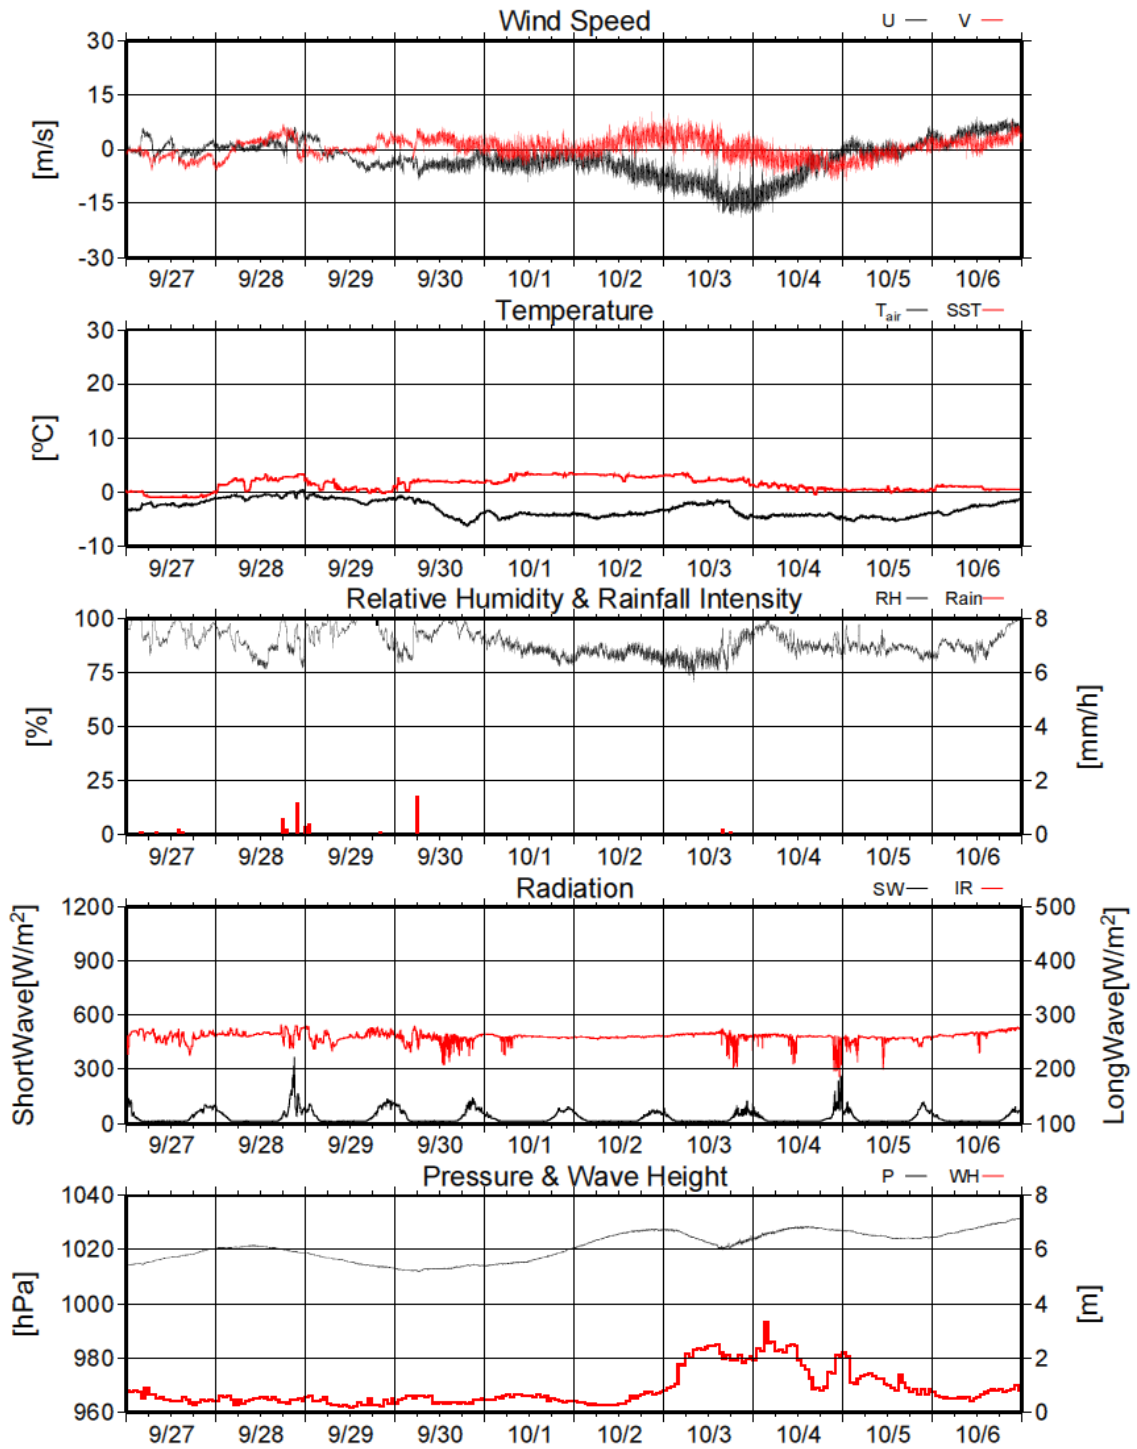 Wind Speed U V
30
15
0
-15
-30
[m/s]
9/27 9/28 9/29 9/30 10/1 10/2 10/3 10/4 10/5 10/6
Temperature Tair SST
30
20
10
0
-10
[ºC]
9/27 9/28 9/29 9/30 10/1 10/2 10/3 10/4 10/5 10/6
Relative Humidity & Rainfall Intensity RH Rain
100 8
75 6
50 4
25 2
0 0
[%] [mm/h]
9/27 9/28 9/29 9/30 10/1 10/2 10/3 10/4 10/5 10/6
Radiation SW IR
1200 500
900 400
600 300
300 200
0 100
ShortWave[W/m²] LongWave[W/m²]
9/27 9/28 9/29 9/30 10/1 10/2 10/3 10/4 10/5 10/6
Pressure & Wave Height P WH
1040 8
1020 6
1000 4
980 2
960 0
[hPa] [m]
9/27 9/28 9/29 9/30 10/1 10/2 10/3 10/4 10/5 10/6